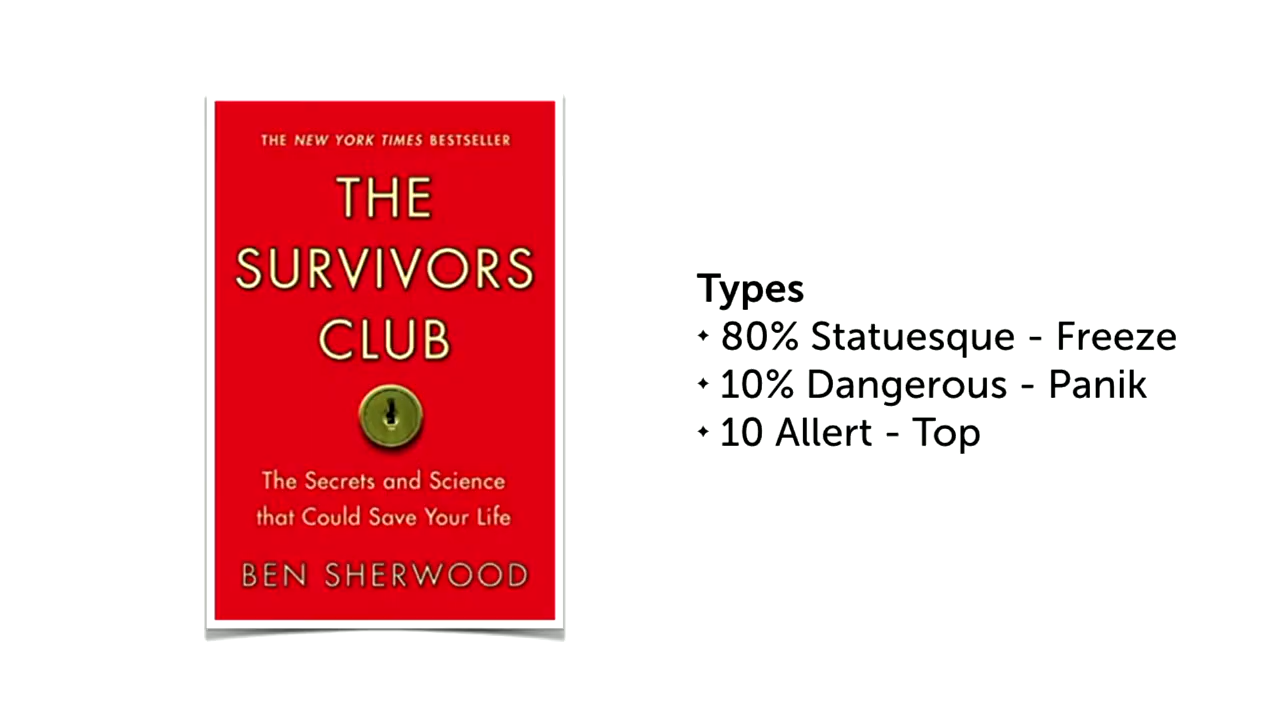 THE NEW YORK TIMES BESTSELLER
THE
SURVIVORS
CLUB
The Secrets and Science
that Could Save Your Life
BEN SHERWOOD
Types
✦ 80% Statuesque - Freeze
✦ 10% Dangerous - Panik
✦ 10 Allert - Top